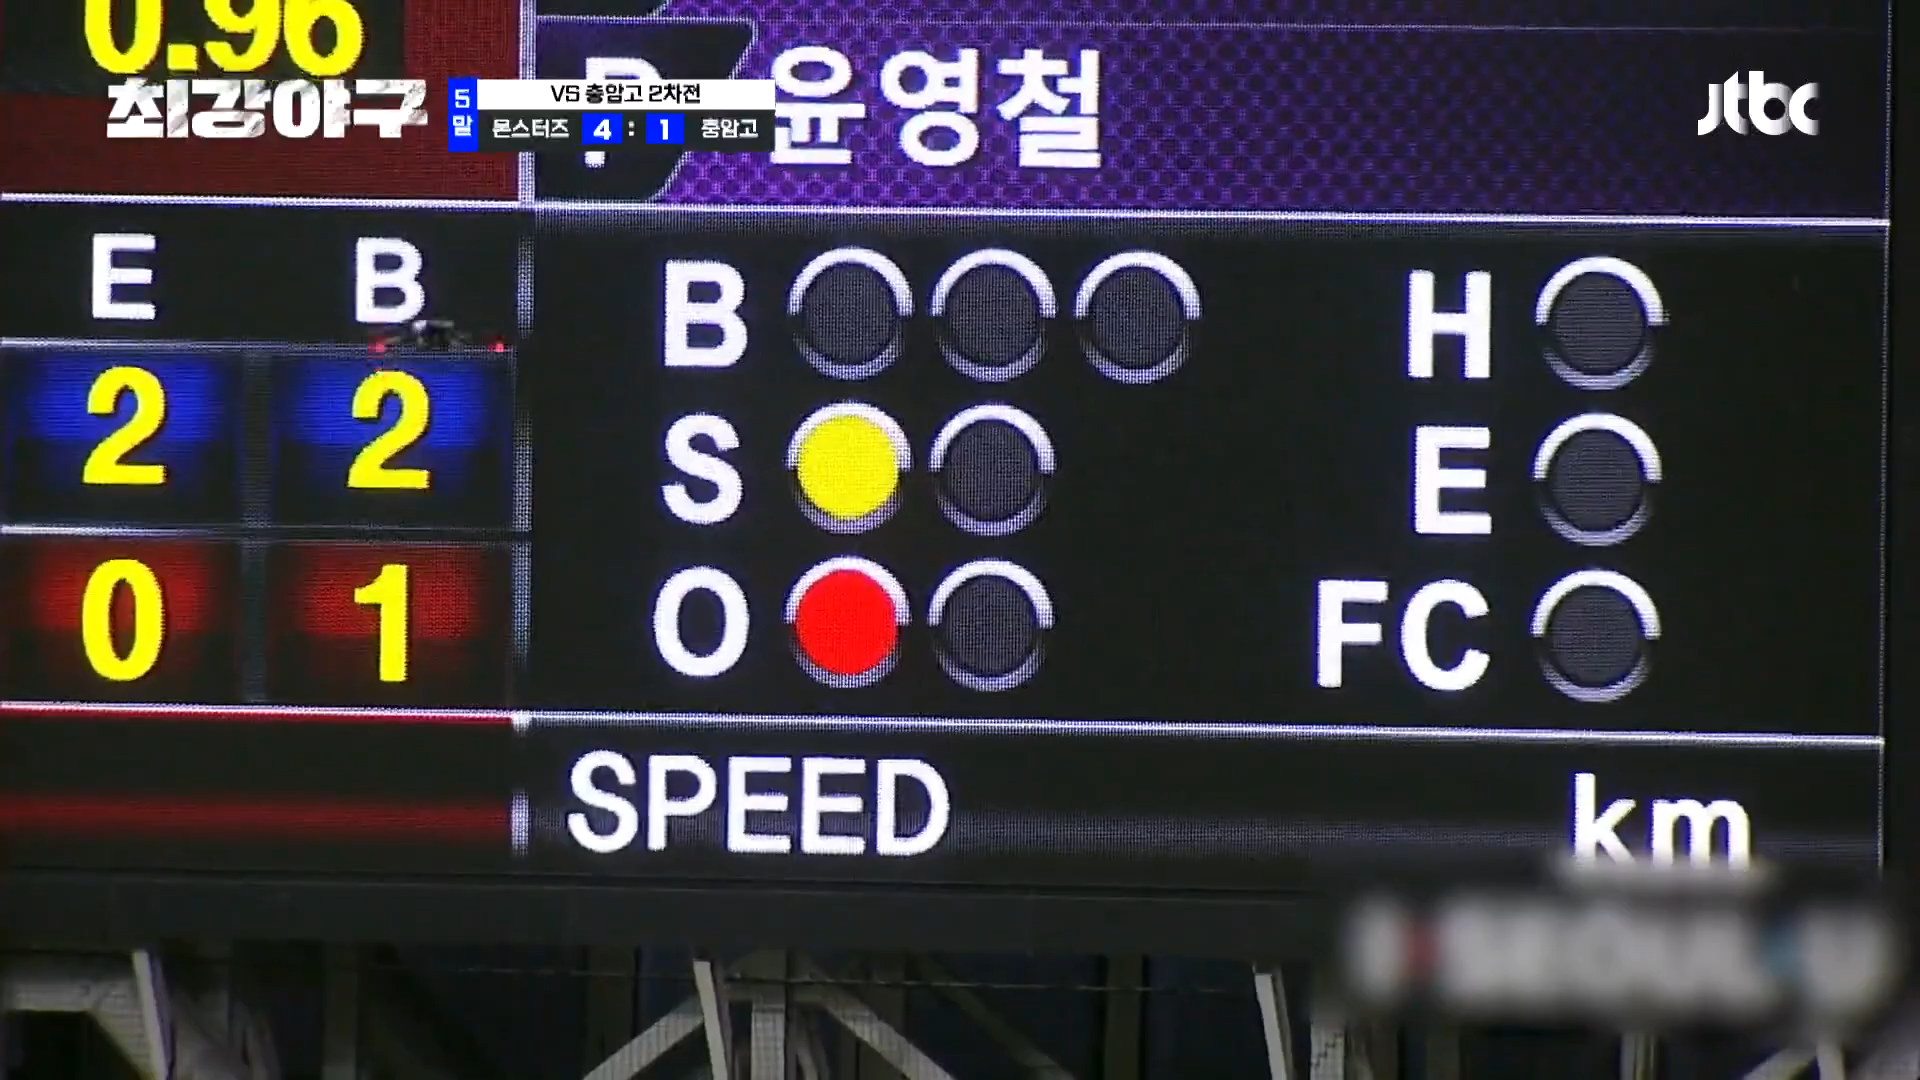 0.96
최강야구
5말
VS 충암고 2차전
몬스터즈 4 : 1 충암고
P 윤영철
jtbc
E B
2 2
0 1
B
S
O
H
E
FC
SPEED km